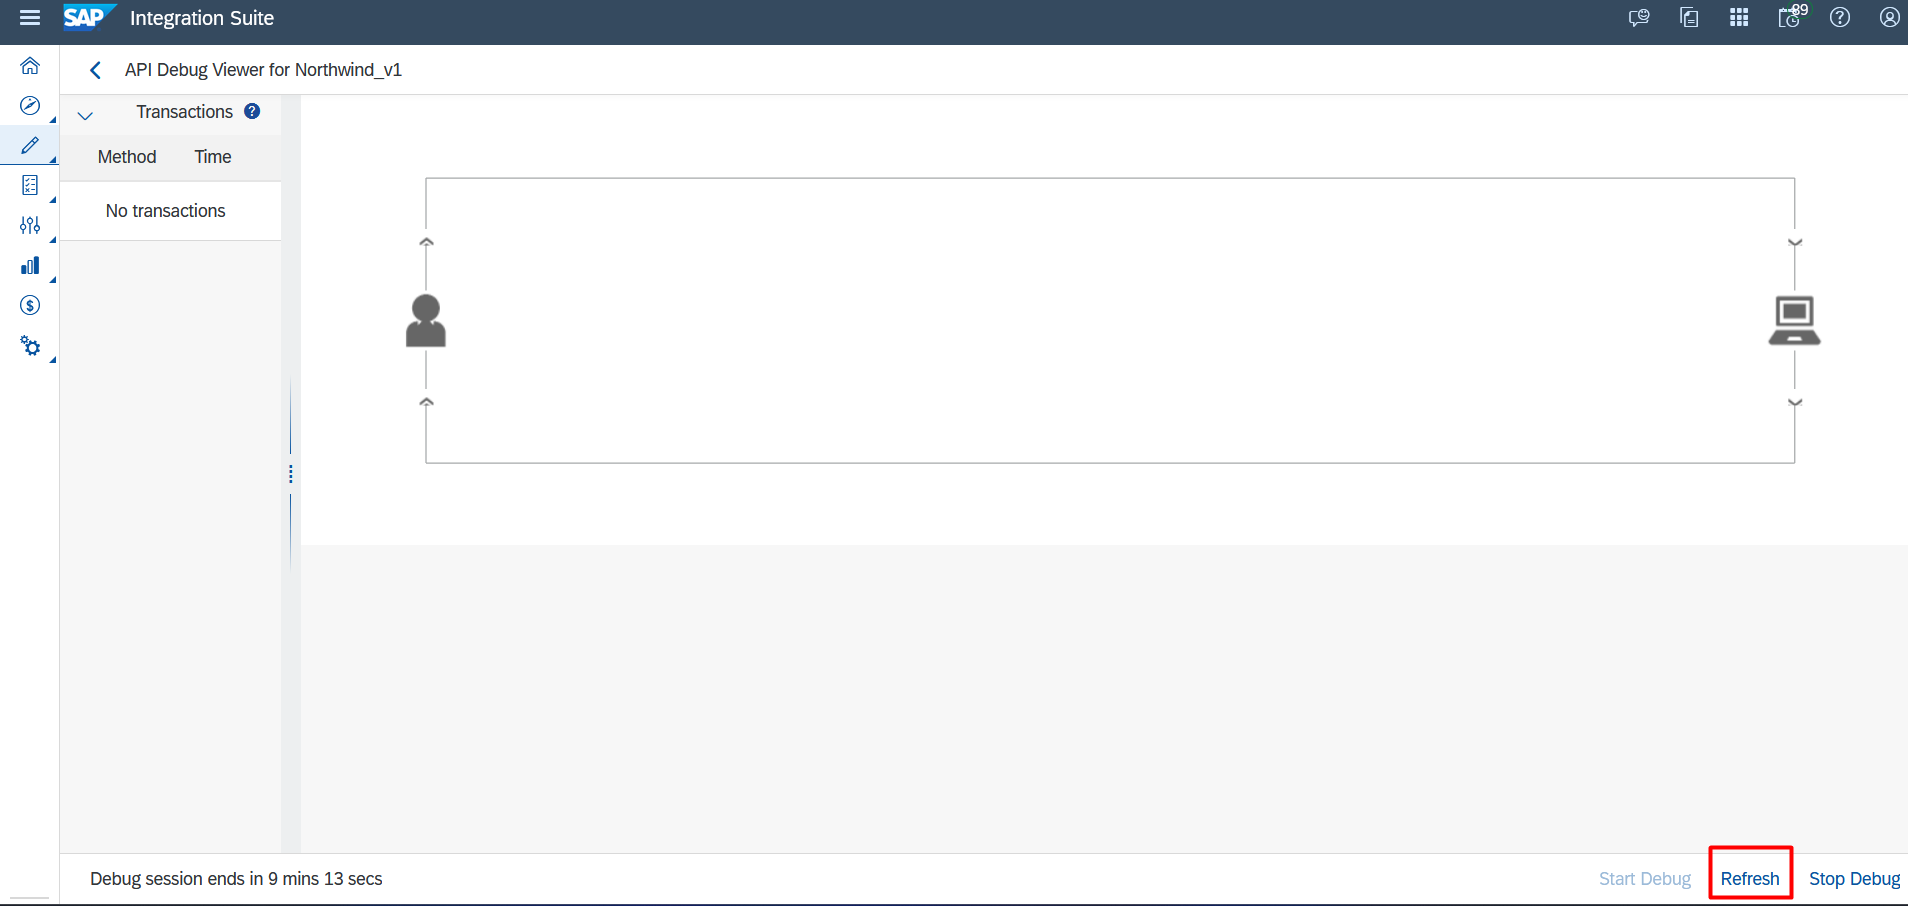 SAP Integration Suite
89
API Debug Viewer for Northwind_v1
Transactions
Method Time
No transactions
Debug session ends in 9 mins 13 secs
Start Debug Refresh Stop Debug